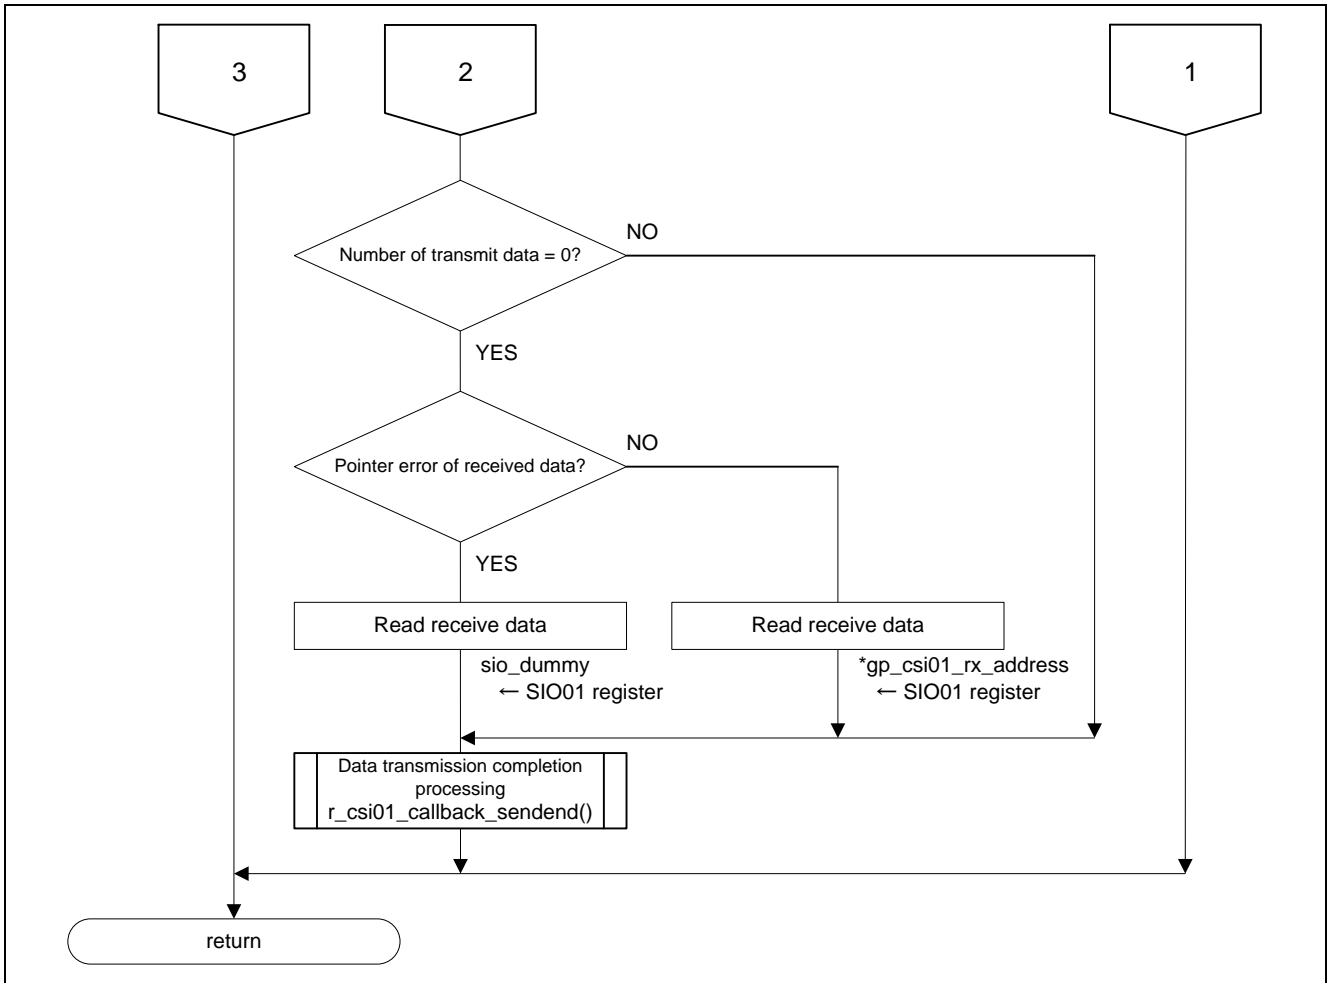 3
2
1
NO
Number of transmit data = 0?
YES
NO
Pointer error of received data?
YES
Read receive data
Read receive data
sio_dummy
← SIO01 register
*gp_csi01_rx_address
← SIO01 register
Data transmission completion
processing
r_csi01_callback_sendend()
return